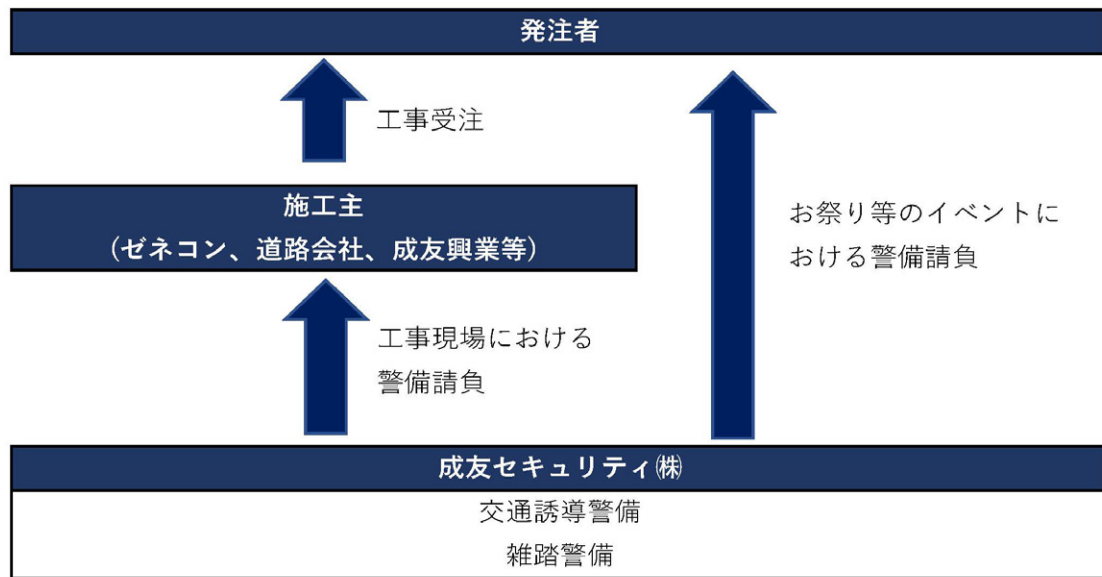 発注者
工事受注
施工主
(ゼネコン、道路会社、成友興業等)
お祭り等のイベントに
おける警備請負
工事現場における
警備請負
成友セキュリティ㈱
交通誘導警備
雑踏警備